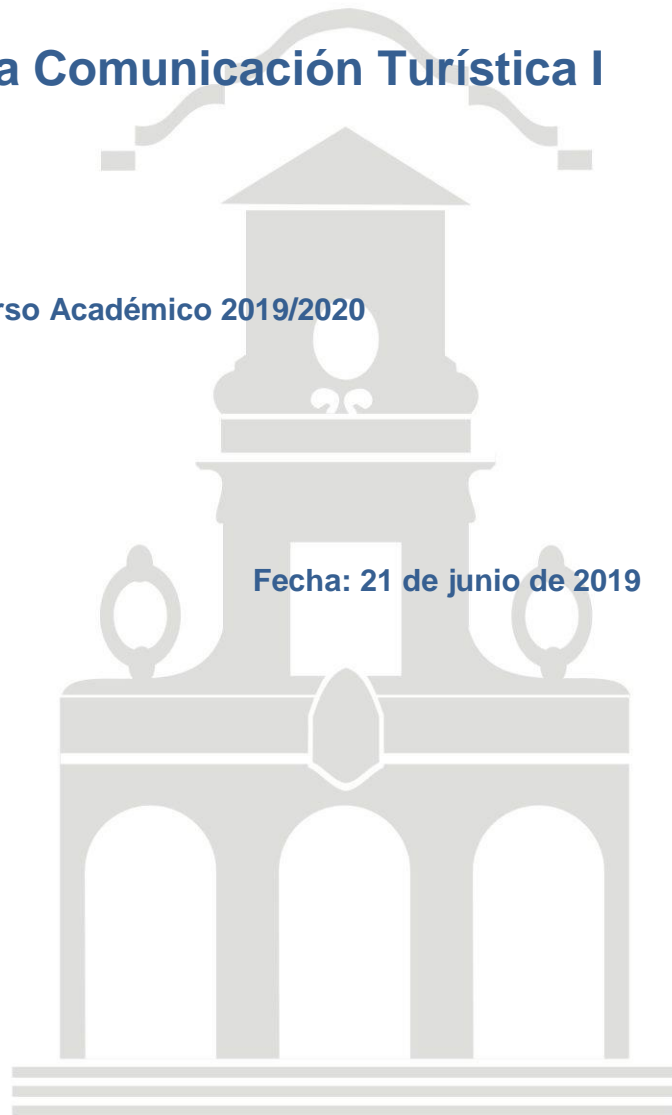 a Comunicación Turística I
rso Académico 2019/2020
Fecha: 21 de junio de 2019